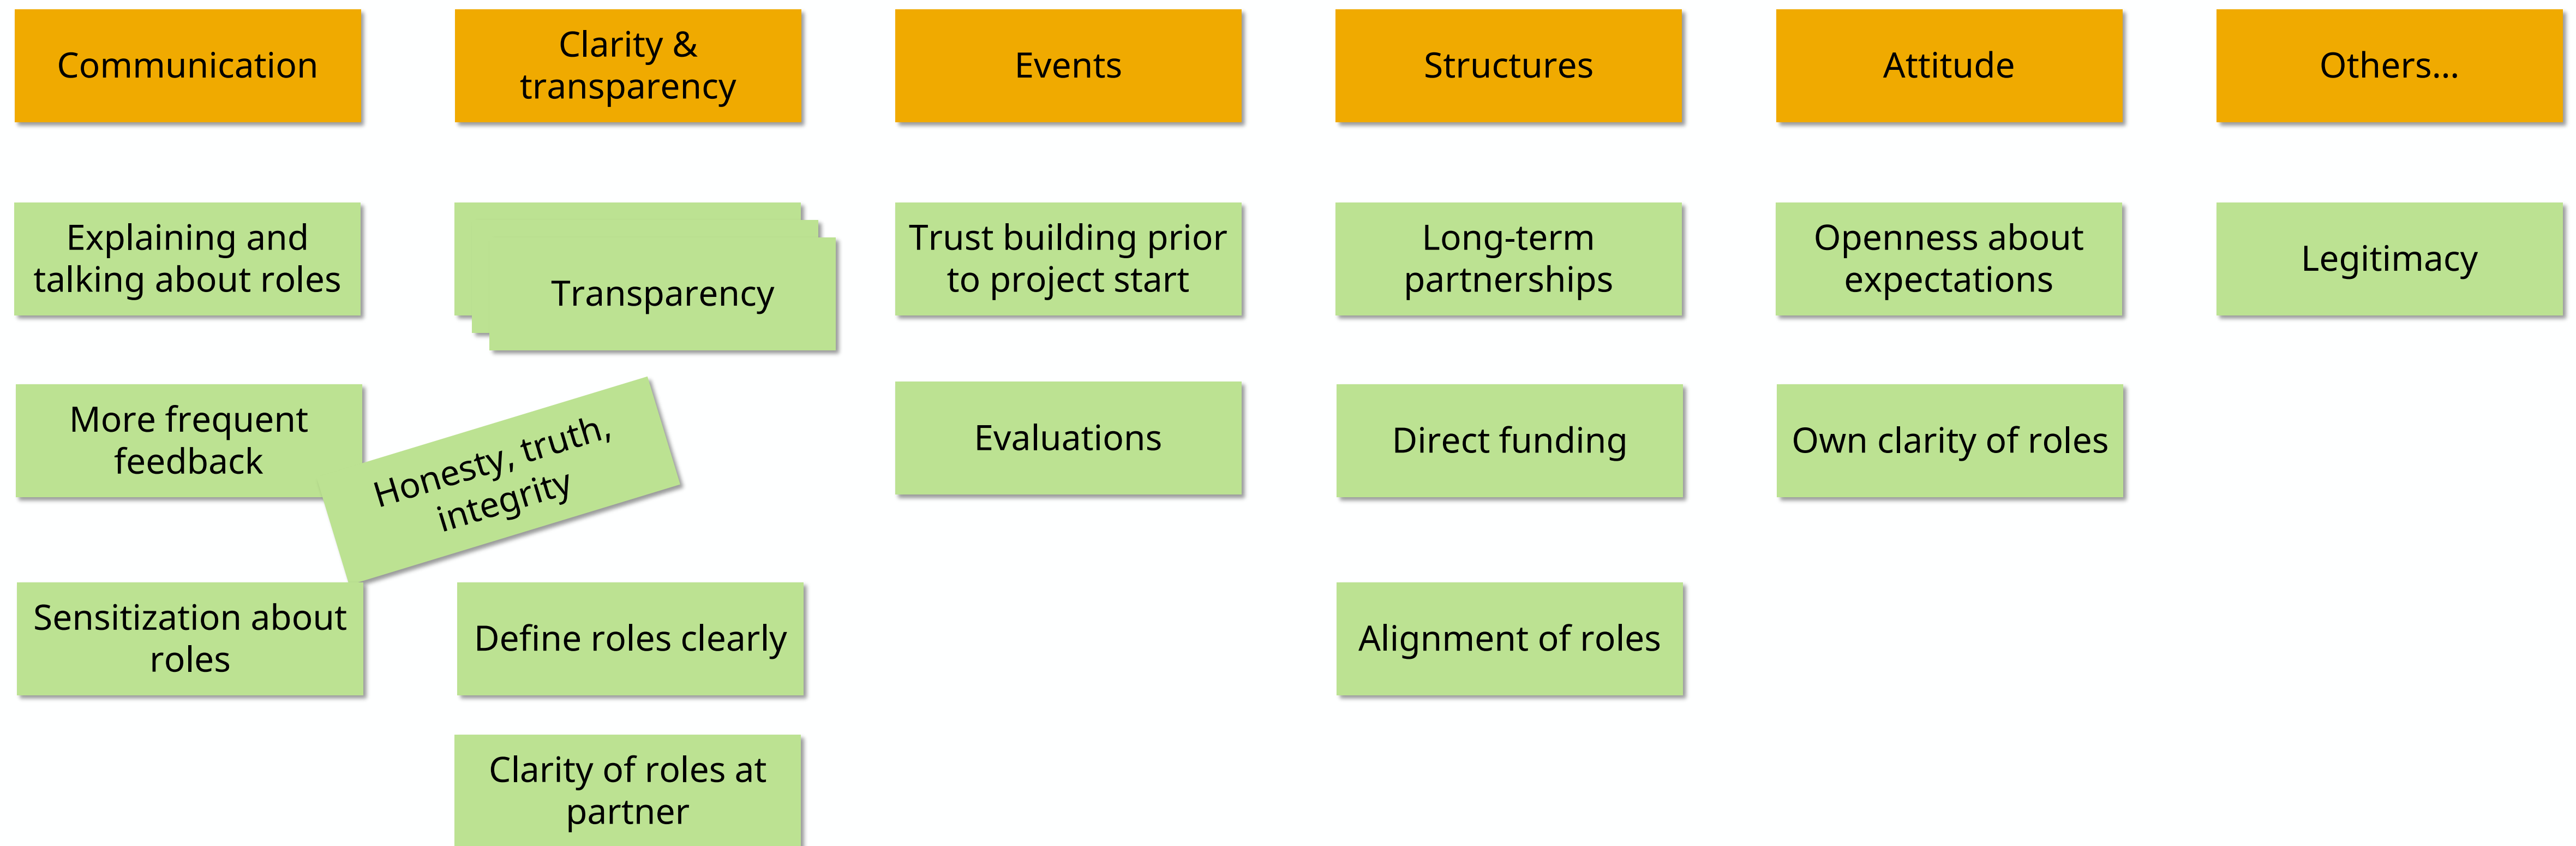 Communication
Clarity &
transparency
Events
Structures
Attitude
Others...
Explaining and
talking about roles
Transparency
Trust building prior
to project start
Long-term
partnerships
Openness about
expectations
Legitimacy
More frequent
feedback
Honesty, truth,
integrity
Evaluations
Direct funding
Own clarity of roles
Sensitization about
roles
Define roles clearly
Alignment of roles
Clarity of roles at
partner